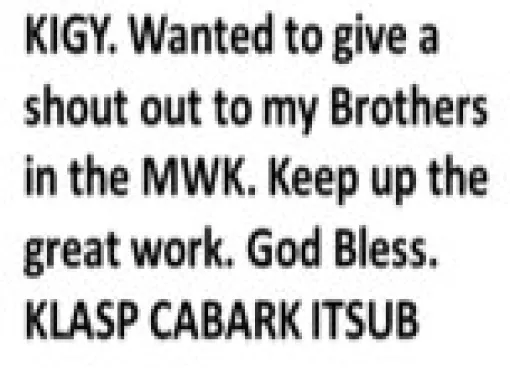 KIGY. Wanted to give a
shout out to my Brothers
in the MWK. Keep up the
great work. God Bless.
KLASP CABARK ITSUB